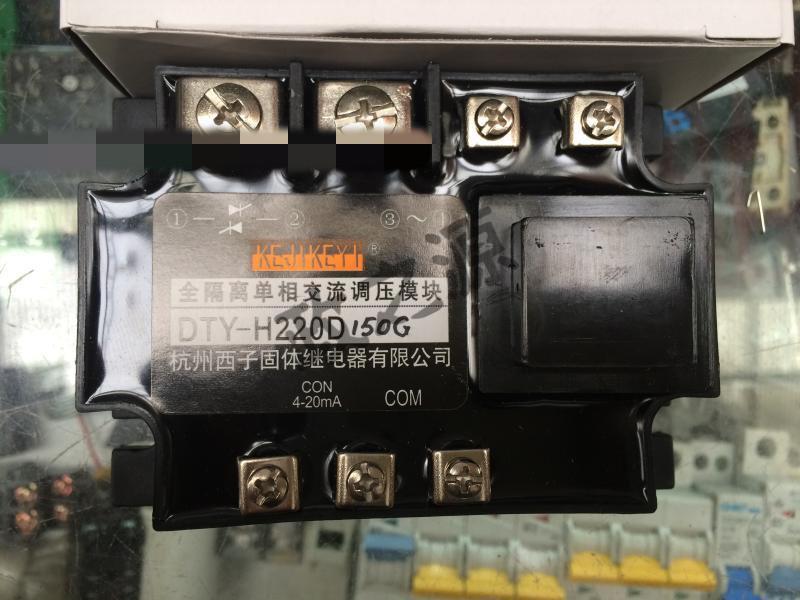 ① ② ③ ~
KEJIKEYI®
全隔离单相交流调压模块
DTY-H220D150G
杭州西子固体继电器有限公司
CON
4-20mA COM
源